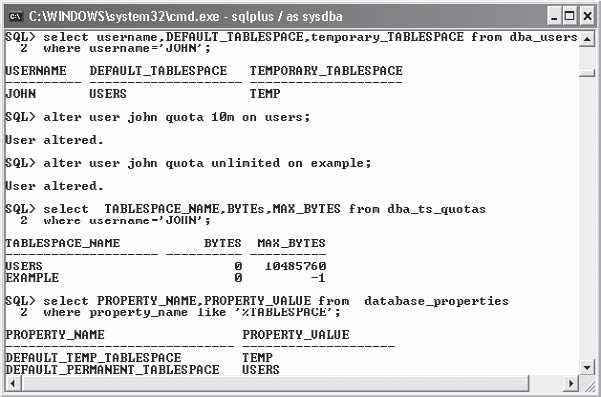 C:\WINDOWS\system32\cmd.exe - sqlplus / as sysdba
SQL> select username,DEFAULT_TABLESPACE,temporary_TABLESPACE from dba_users
  2  where username='JOHN';
USERNAME   DEFAULT_TABLESPACE   TEMPORARY_TABLESPACE
---------- -------------------- --------------------
JOHN       USERS                TEMP
SQL> alter user john quota 10m on users;
User altered.
SQL> alter user john quota unlimited on example;
User altered.
SQL> select  TABLESPACE_NAME,BYTEs,MAX_BYTES from dba_ts_quotas
  2  where username='JOHN';
TABLESPACE_NAME           BYTES  MAX_BYTES
-------------------- ---------- ----------
USERS                         0   10485760
EXAMPLE                       0         -1
SQL> select PROPERTY_NAME,PROPERTY_VALUE from  database_properties
  2  where property_name like '%TABLESPACE';
PROPERTY_NAME                  PROPERTY_VALUE
------------------------------ --------------------
DEFAULT_TEMP_TABLESPACE        TEMP
DEFAULT_PERMANENT_TABLESPACE   USERS